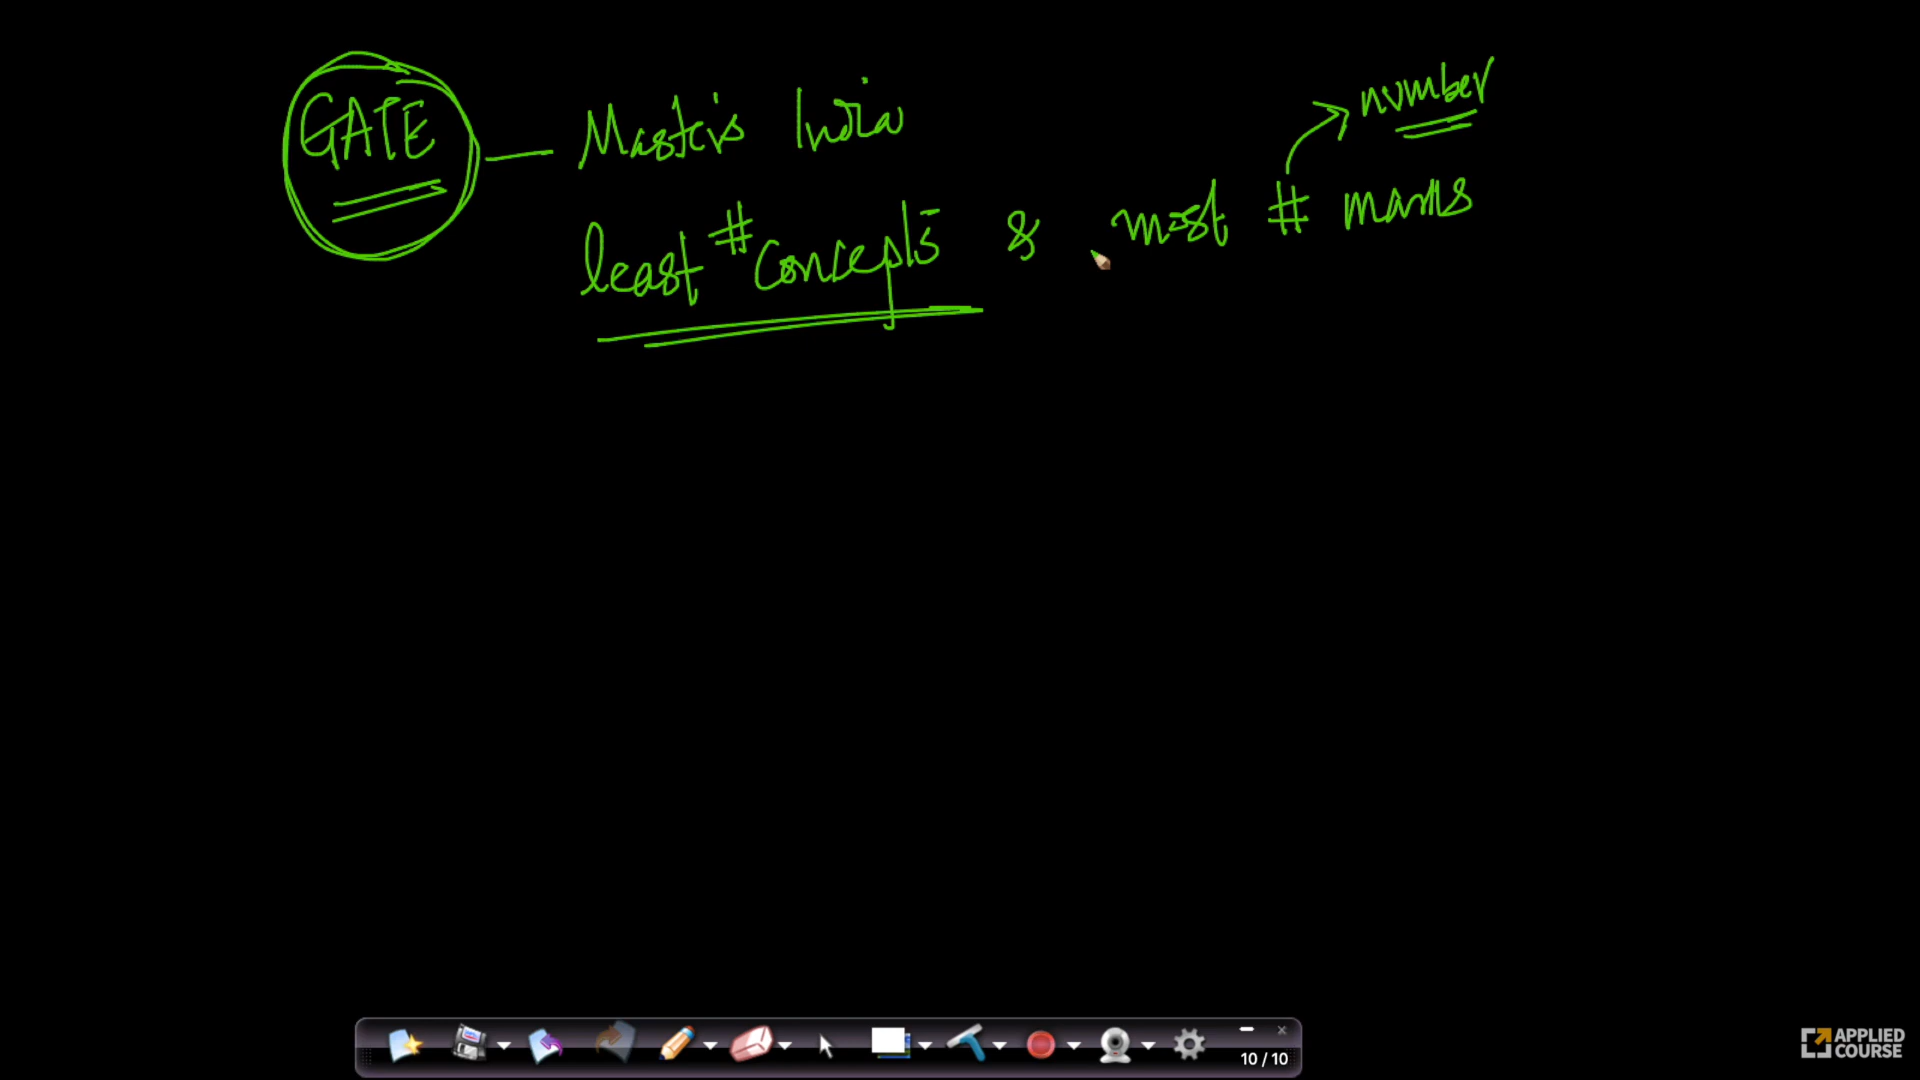 number
GATE — Masters India
least # concepts & most # marks
10 / 10
APPLIED
COURSE